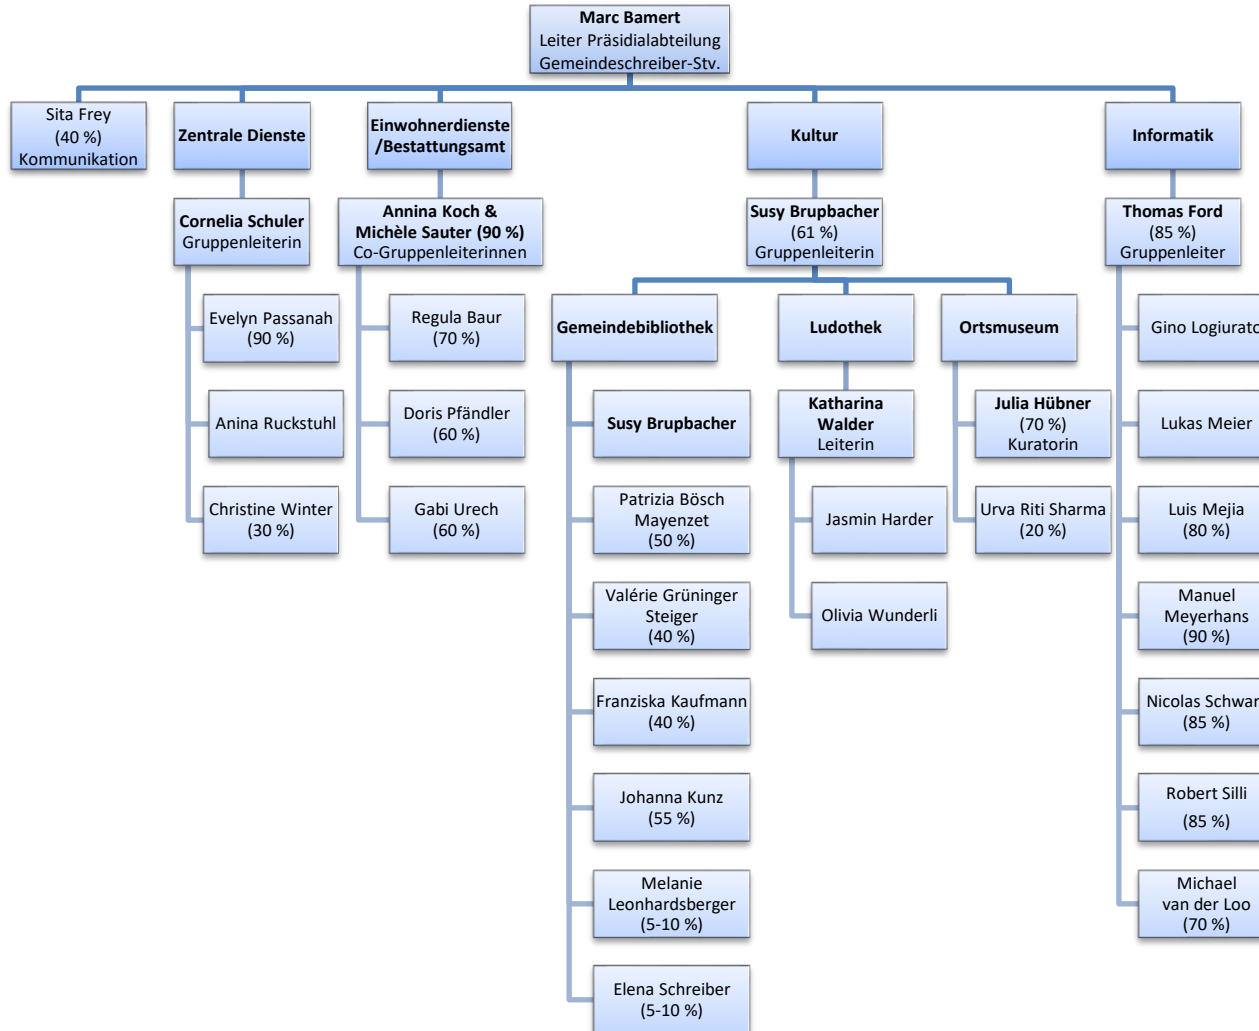 Marc Bamert
Leiter Präsidialabteilung
Gemeindeschreiber-Stv.
Sita Frey
(40 %)
Kommunikation
Zentrale Dienste
Einwohnerdienste
/Bestattungsamt
Kultur
Informatik
Cornelia Schuler
Gruppenleiterin
Annina Koch &
Michèle Sauter (90 %)
Co-Gruppenleiterinnen
Susy Brupbacher
(61 %)
Gruppenleiterin
Thomas Ford
(85 %)
Gruppenleiter
Evelyn Passanah
(90 %)
Anina Ruckstuhl
Christine Winter
(30 %)
Regula Baur
(70 %)
Doris Pfändler
(60 %)
Gabi Urech
(60 %)
Gemeindebibliothek
Ludothek
Ortsmuseum
Susy Brupbacher
Patrizia Bösch
Mayenzet
(50 %)
Valérie Grüninger
Steiger
(40 %)
Franziska Kaufmann
(40 %)
Johanna Kunz
(55 %)
Melanie
Leonhardsberger
(5-10 %)
Elena Schreiber
(5-10 %)
Katharina
Walder
Leiterin
Jasmin Harder
Olivia Wunderli
Julia Hübner
(70 %)
Kuratorin
Urva Riti Sharma
(20 %)
Gino Logiurato
Lukas Meier
Luis Mejia
(80 %)
Manuel
Meyerhans
(90 %)
Nicolas Schwar
(85 %)
Robert Silli
(85 %)
Michael
van der Loo
(70 %)